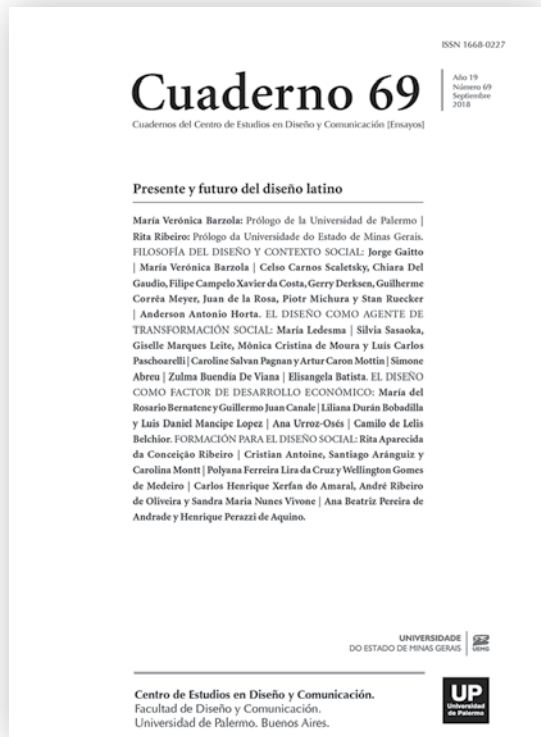 ISSN 1668-0227
Cuaderno 69
Año 19
Número 69
Septiembre
2018
Cuadernos del Centro de Estudios en Diseño y Comunicación [Ensayos]
Presente y futuro del diseño latino
María Verónica Barzola: Prólogo de la Universidad de Palermo |
Rita Ribeiro: Prólogo da Universidade do Estado de Minas Gerais.
FILOSOFÍA DEL DISEÑO Y CONTEXTO SOCIAL: Jorge Gaitto
| María Verónica Barzola | Celso Carnos Scaletsky, Chiara Del
Gaudio, Filipe Campelo Xavier da Costa, Gerry Derksen, Guilherme
Corrêa Meyer, Juan de la Rosa, Piotr Michura y Stan Ruecker
| Anderson Antonio Horta. EL DISEÑO COMO AGENTE DE
TRANSFORMACIÓN SOCIAL: María Ledesma | Silvia Sasaoka,
Giselle Marques Leite, Mônica Cristina de Moura y Luís Carlos
Paschoarelli | Caroline Salvan Pagnan y Artur Caron Mottin | Simone
Abreu | Zulma Buendía De Viana | Elisangela Batista. EL DISEÑO
COMO FACTOR DE DESARROLLO ECONÓMICO: María del
Rosario Bernatene y Guillermo Juan Canale | Liliana Durán Bobadilla
y Luis Daniel Mancipe Lopez | Ana Urroz-Osés | Camilo de Lelis
Belchior. FORMACIÓN PARA EL DISEÑO SOCIAL: Rita Aparecida
da Conceição Ribeiro | Cristian Antoine, Santiago Aránguiz y
Carolina Montt | Polyana Ferreira Lira da Cruz y Wellington Gomes
de Medeiro | Carlos Henrique Xerfan do Amaral, André Ribeiro
de Oliveira y Sandra Maria Nunes Vivone | Ana Beatriz Pereira de
Andrade y Henrique Perazzi de Aquino.
UNIVERSIDADE
DO ESTADO DE MINAS GERAIS
UEMG
Centro de Estudios en Diseño y Comunicación.
Facultad de Diseño y Comunicación.
Universidad de Palermo. Buenos Aires.
UP
Universidad
de Palermo